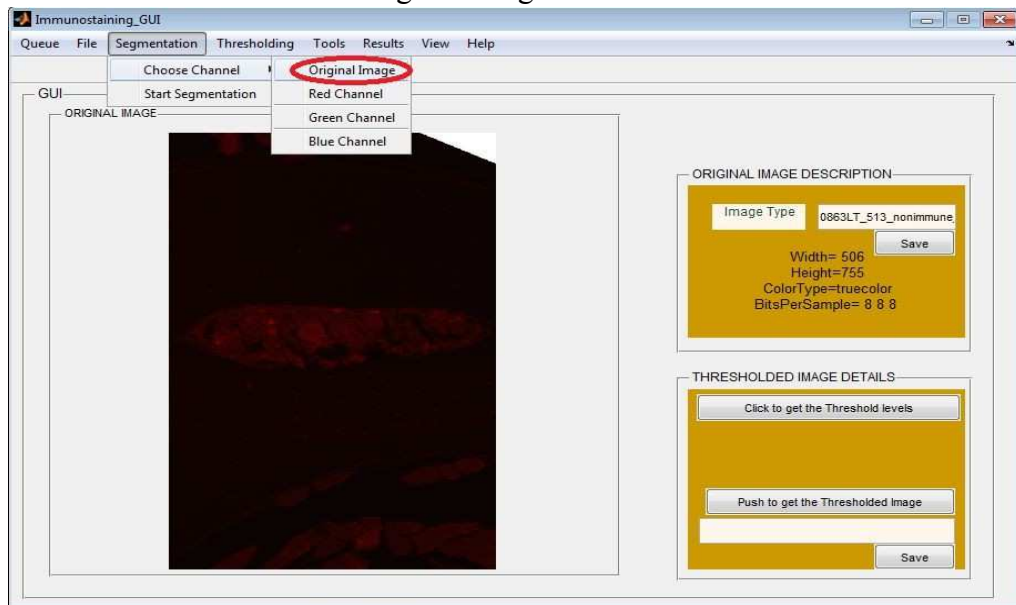 Immunostaining_GUI
Queue File Segmentation Thresholding Tools Results View Help
Choose Channel
Start Segmentation
Original Image
Red Channel
Green Channel
Blue Channel
GUI
ORIGINAL IMAGE
ORIGINAL IMAGE DESCRIPTION
Image Type
0863LT_513_nonimmune_
Save
Width= 506
Height=755
ColorType=truecolor
BitsPerSample= 8 8 8
THRESHOLDED IMAGE DETAILS
Click to get the Threshold levels
Push to get the Thresholded Image
Save